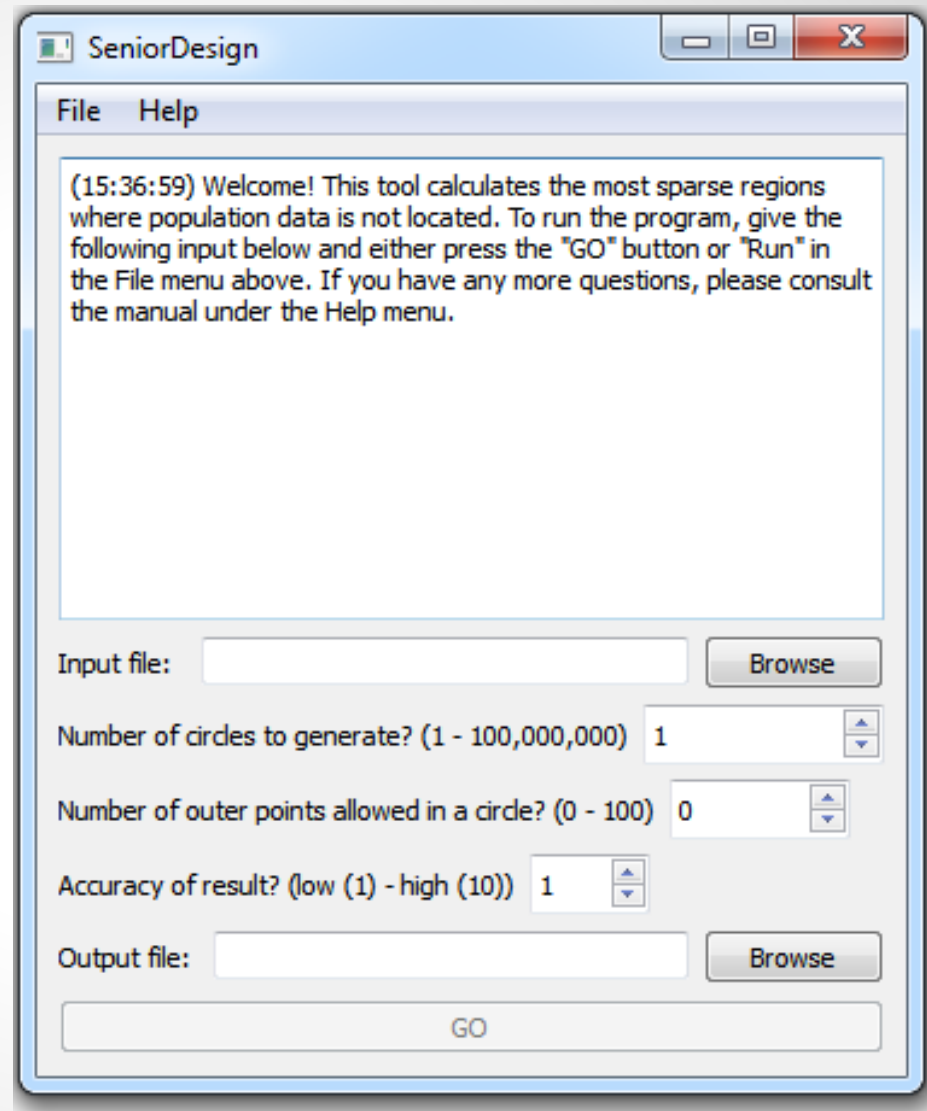 SeniorDesign
File Help
(15:36:59) Welcome! This tool calculates the most sparse regions
where population data is not located. To run the program, give the
following input below and either press the "GO" button or "Run" in
the File menu above. If you have any more questions, please consult
the manual under the Help menu.
Input file: Browse
Number of circles to generate? (1 - 100,000,000) 1
Number of outer points allowed in a circle? (0 - 100) 0
Accuracy of result? (low (1) - high (10)) 1
Output file: Browse
GO